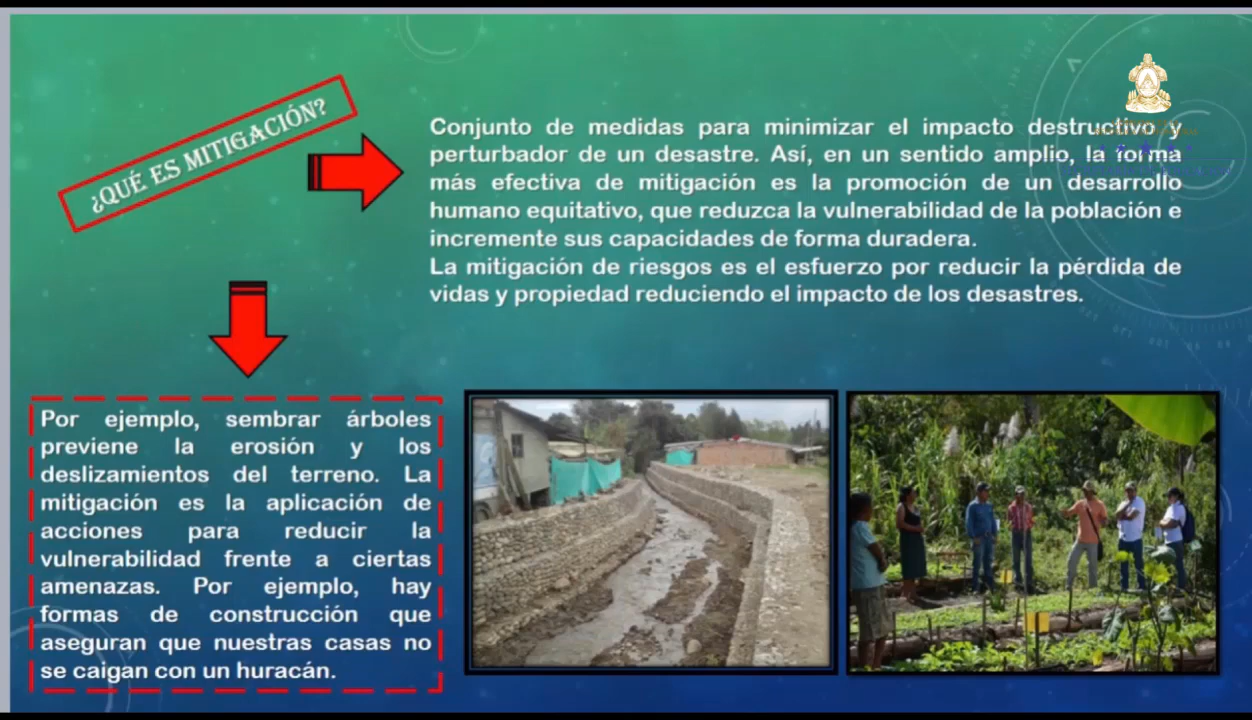 ¿QUÉ ES MITIGACIÓN?
Conjunto de medidas para minimizar el impacto destructivo y
perturbador de un desastre. Así, en un sentido amplio, la forma
más efectiva de mitigación es la promoción de un desarrollo
humano equitativo, que reduzca la vulnerabilidad de la población e
incremente sus capacidades de forma duradera.
La mitigación de riesgos es el esfuerzo por reducir la pérdida de
vidas y propiedad reduciendo el impacto de los desastres.
Por ejemplo, sembrar árboles
previene la erosión y los
deslizamientos del terreno. La
mitigación es la aplicación de
acciones para reducir la
vulnerabilidad frente a ciertas
amenazas. Por ejemplo, hay
formas de construcción que
aseguran que nuestras casas no
se caigan con un huracán.